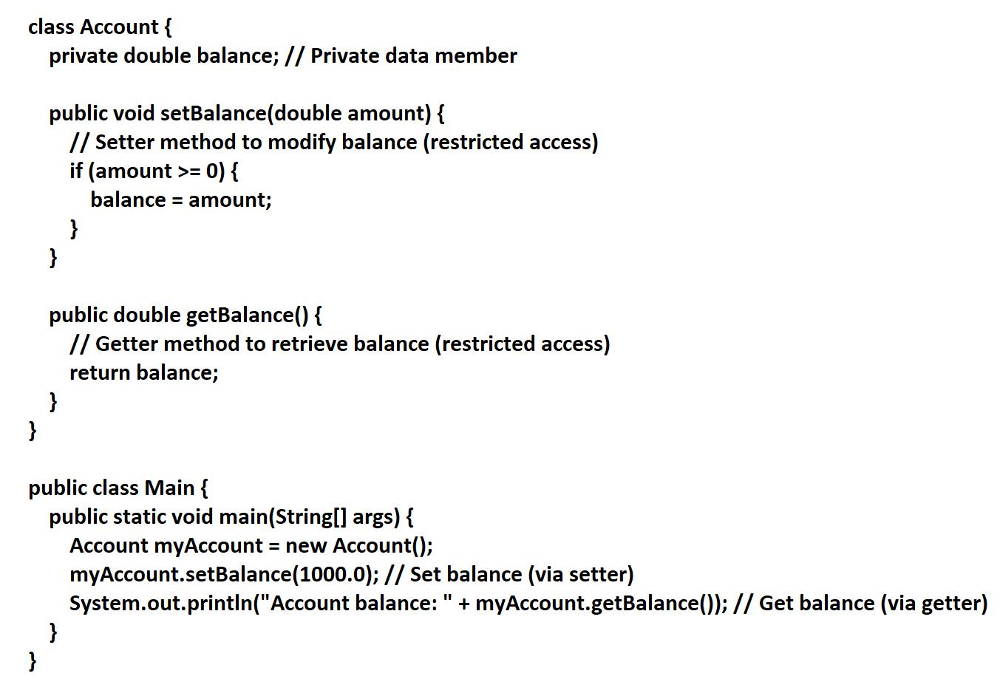 class Account {
private double balance; // Private data member
public void setBalance(double amount) {
// Setter method to modify balance (restricted access)
if (amount >= 0) {
balance = amount;
}
}
public double getBalance() {
// Getter method to retrieve balance (restricted access)
return balance;
}
}
public class Main {
public static void main(String[] args) {
Account myAccount = new Account();
myAccount.setBalance(1000.0); // Set balance (via setter)
System.out.println("Account balance: " + myAccount.getBalance()); // Get balance (via getter)
}
}